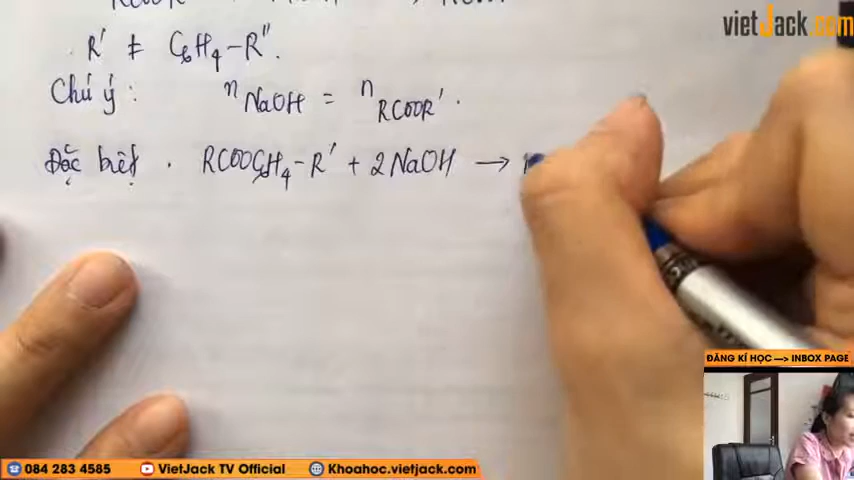 vietJack.com
R' ≠ C6H4-R''.
Chú ý: nNaOH = nRCOOR'.
Đặc biệt. RCOOC6H4-R' + 2NaOH →
ĐĂNG KÍ HỌC —> INBOX PAGE
084 283 4585 VietJack TV Official Khoahoc.vietjack.com